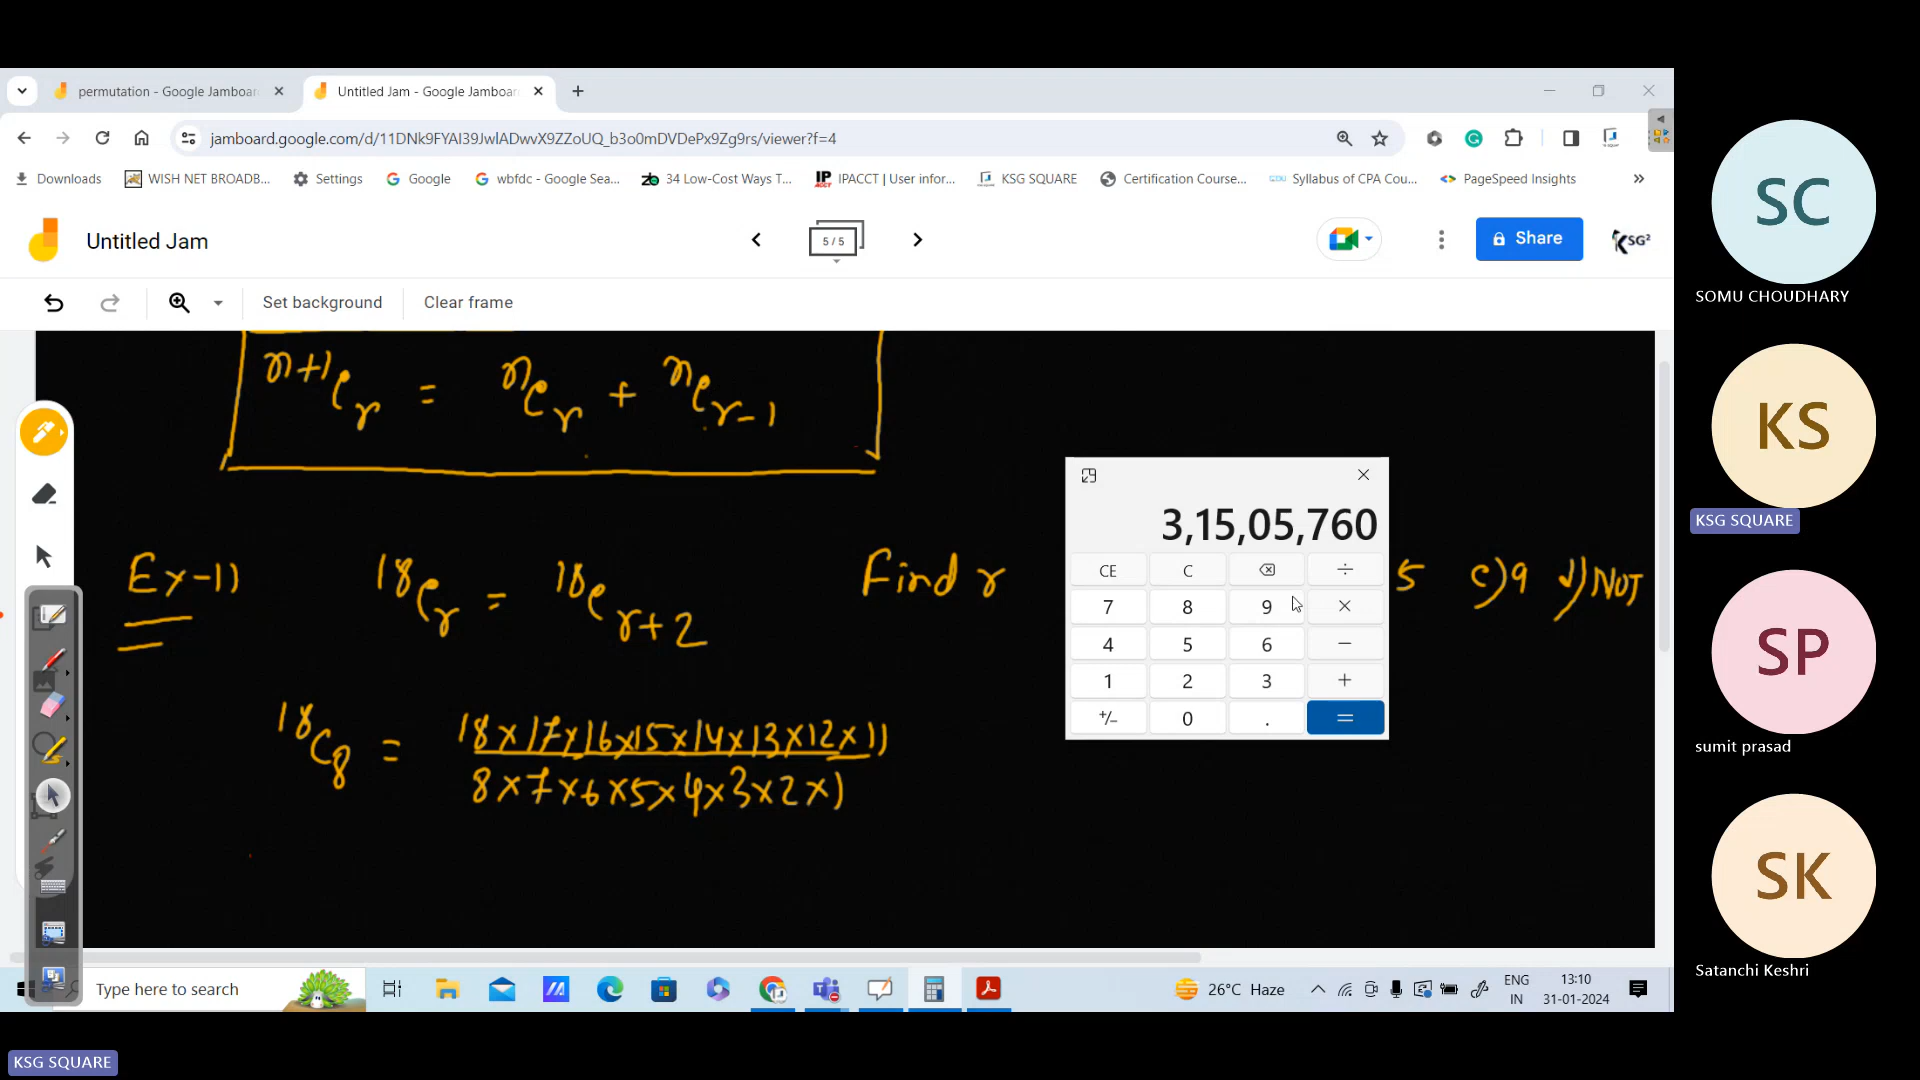 permutation - Google Jamboar
Untitled Jam - Google Jamboar
jamboard.google.com/d/11DNk9FYAI39JwlADwvX9ZZoUQ_b3o0mDVDePx9Zg9rs/viewer?f=4
Downloads WISH NET BROADB... Settings Google wbfdc - Google Sea... 34 Low-Cost Ways T... IPACCT | User infor... KSG SQUARE Certification Course... Syllabus of CPA Cou... PageSpeed Insights »
Untitled Jam
5 / 5
Share
KSG²
Set background Clear frame
n+1Cr = nCr + nCr-1
3,15,05,760
CE C ÷
7 8 9 ×
4 5 6 −
1 2 3 +
+/− 0 . =
Ex-11 18Cr = 18Cr+2 Find r 5 c)9 d)NOT
18C8 = 18×17×16×15×14×13×12×11
8×7×6×5×4×3×2×1
SC
SOMU CHOUDHARY
KS
KSG SQUARE
SP
sumit prasad
SK
Satanchi Keshri
Type here to search
26°C Haze
ENG
IN
13:10
31-01-2024
KSG SQUARE